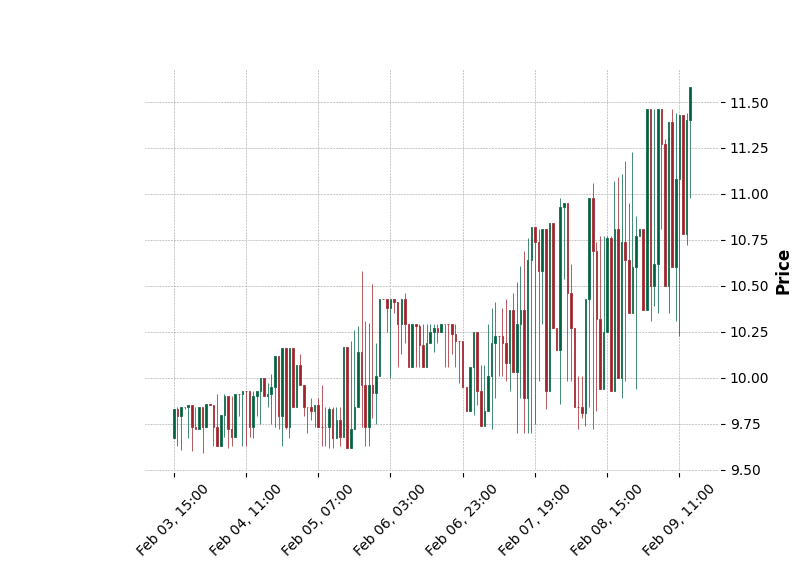 11.50
11.25
11.00
10.75
10.50
10.25
10.00
9.75
9.50
Price
Feb 03, 15:00
Feb 04, 11:00
Feb 05, 07:00
Feb 06, 03:00
Feb 06, 23:00
Feb 07, 19:00
Feb 08, 15:00
Feb 09, 11:00